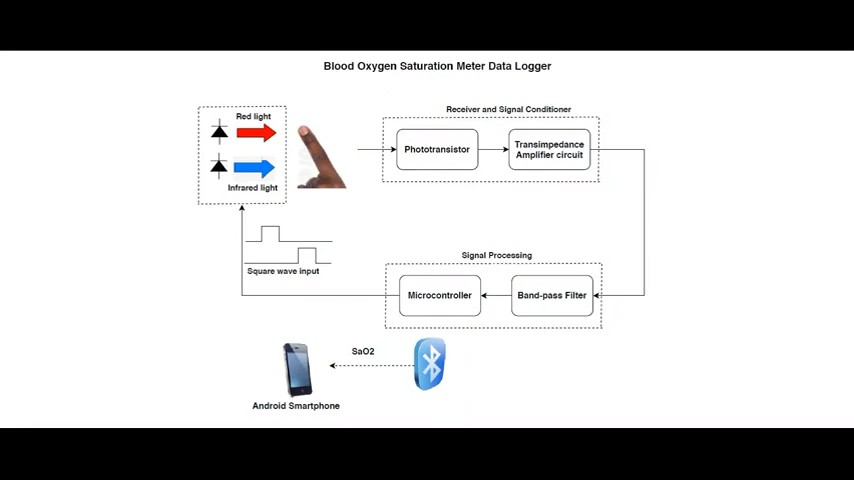 Blood Oxygen Saturation Meter Data Logger
Receiver and Signal Conditioner
Red light
Phototransistor
Transimpedance
Amplifier circuit
Infrared light
Square wave input
Signal Processing
Microcontroller
Band-pass Filter
SaO2
Android Smartphone